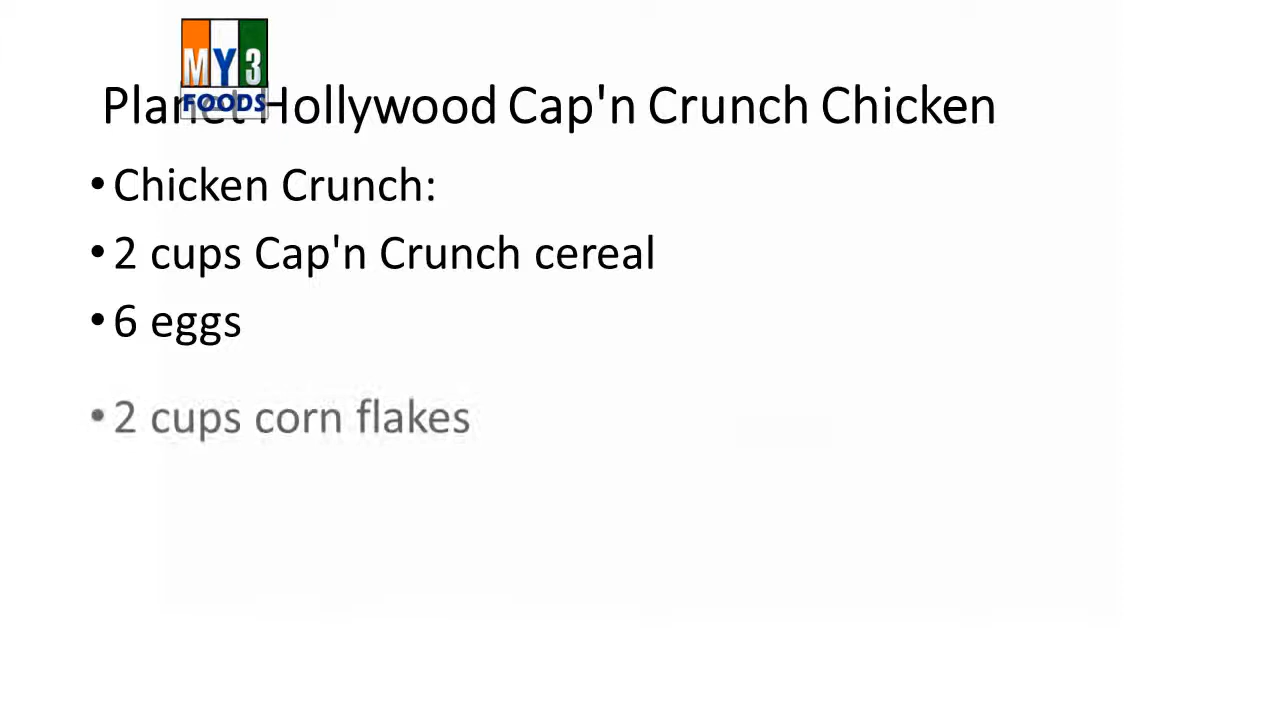 MY3
FOODS
Planet Hollywood Cap'n Crunch Chicken
• Chicken Crunch:
• 2 cups Cap'n Crunch cereal
• 6 eggs
• 2 cups corn flakes